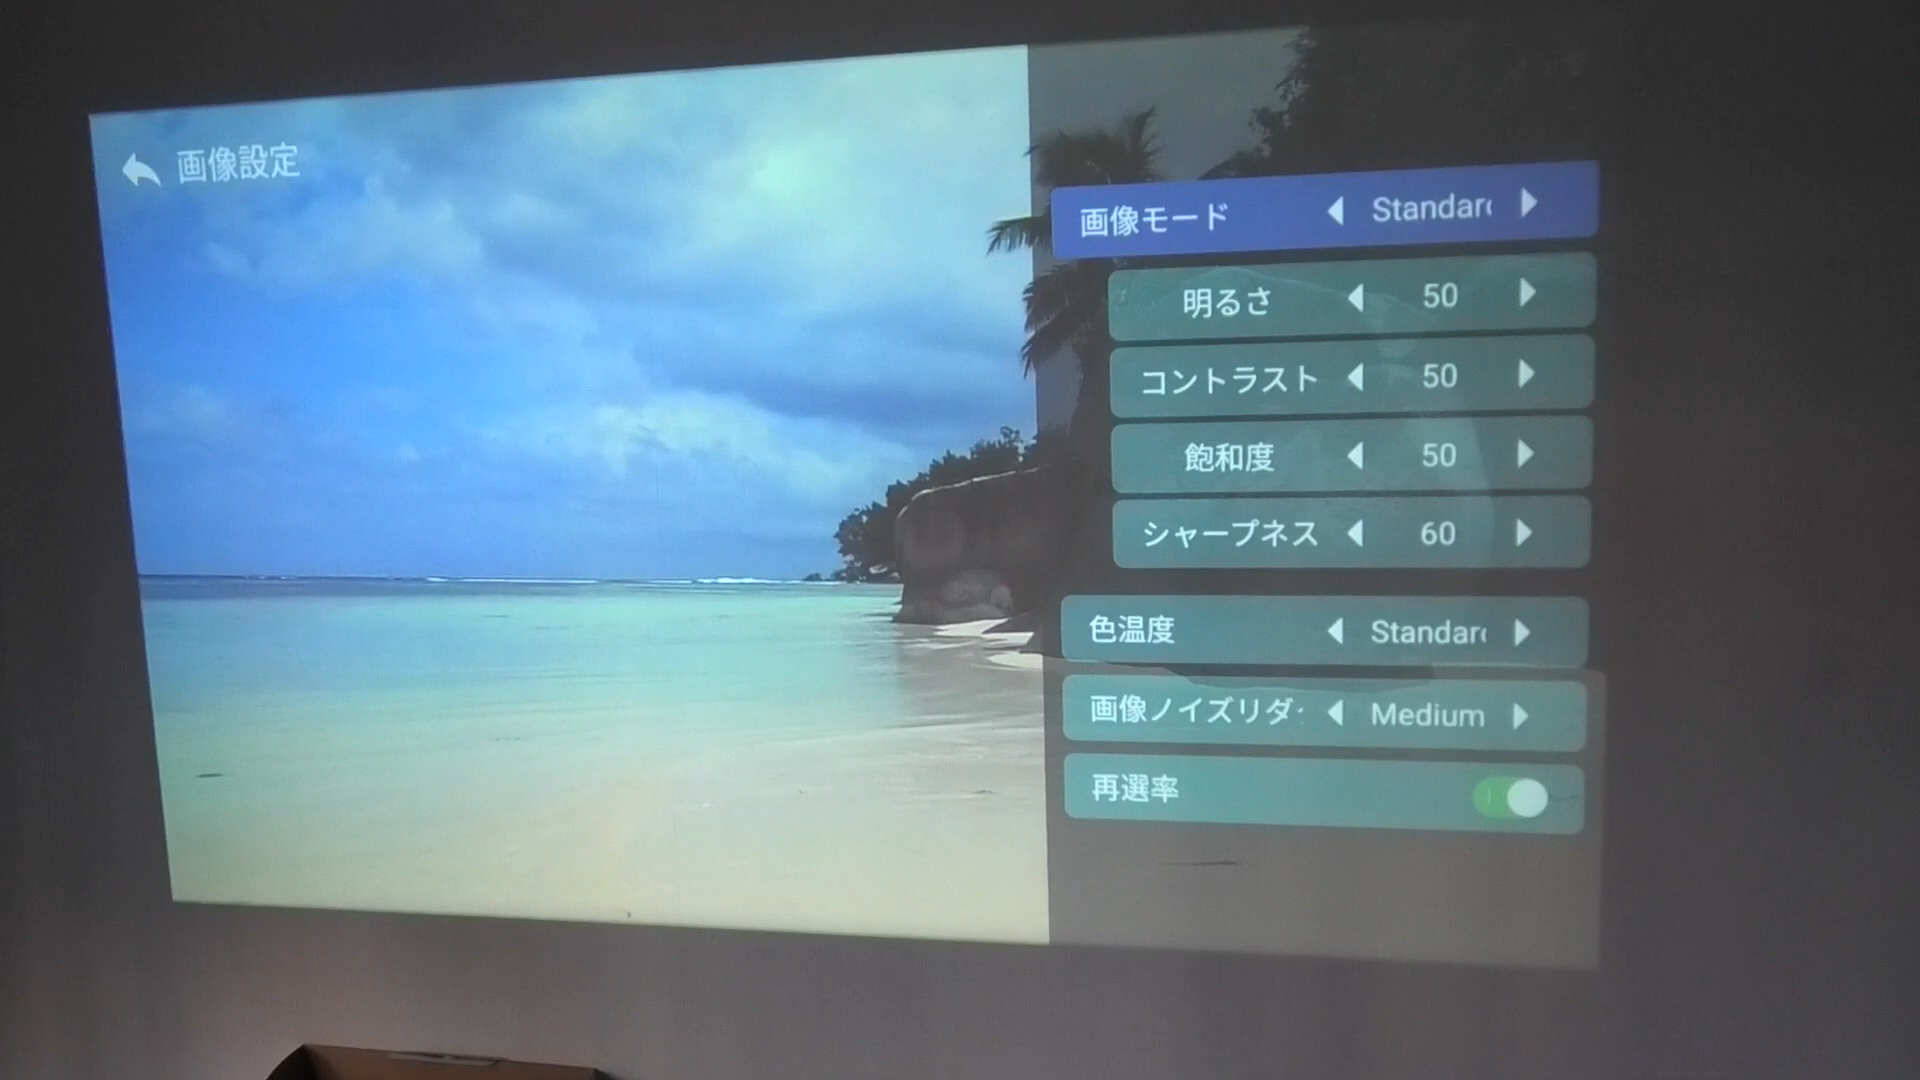 画像設定
画像モード Standard
明るさ 50
コントラスト 50
飽和度 50
シャープネス 60
色温度 Standard
画像ノイズリダ Medium
再選率